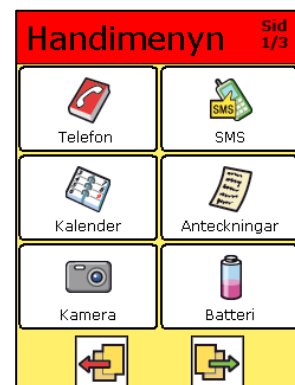 Handimenyn
Sid
1/3
Telefon
SMS
SMS
Kalender
Anteckningar
Kamera
Batteri